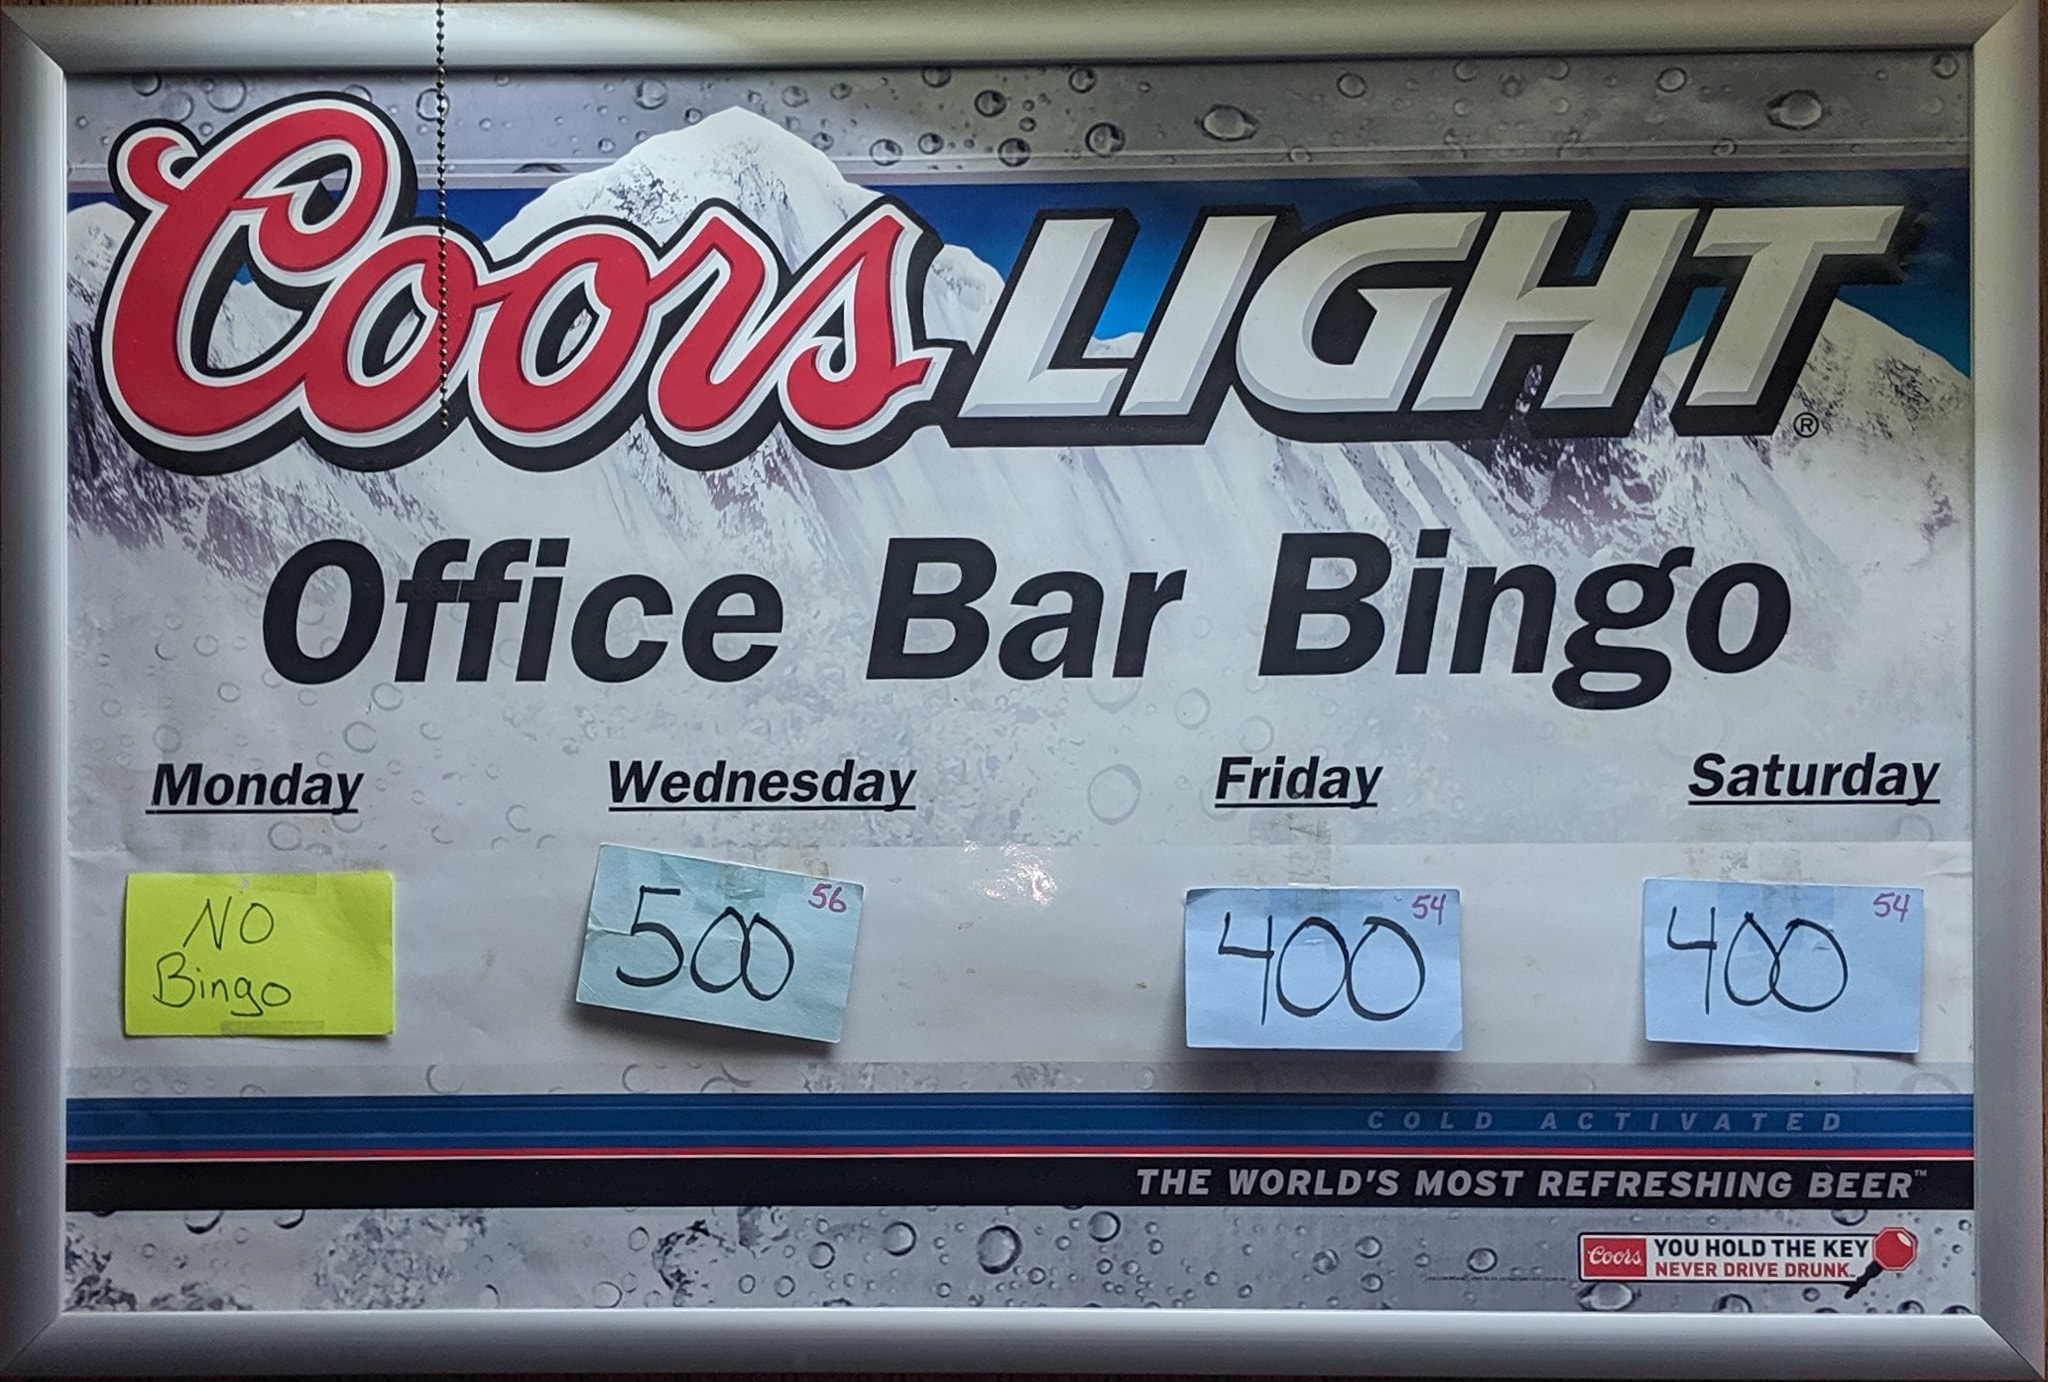 Coors LIGHT®
Office Bar Bingo
Monday Wednesday Friday Saturday
NO
Bingo
500 56
400 54
400 54
COLD ACTIVATED
THE WORLD'S MOST REFRESHING BEER™
Coors YOU HOLD THE KEY
NEVER DRIVE DRUNK.